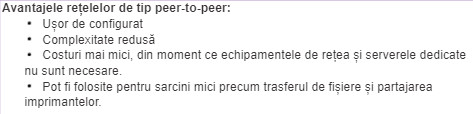 Avantajele rețelelor de tip peer-to-peer:
• Ușor de configurat
• Complexitate redusă
• Costuri mai mici, din moment ce echipamentele de rețea și serverele dedicate
nu sunt necesare.
• Pot fi folosite pentru sarcini mici precum trasferul de fișiere și partajarea
imprimantelor.